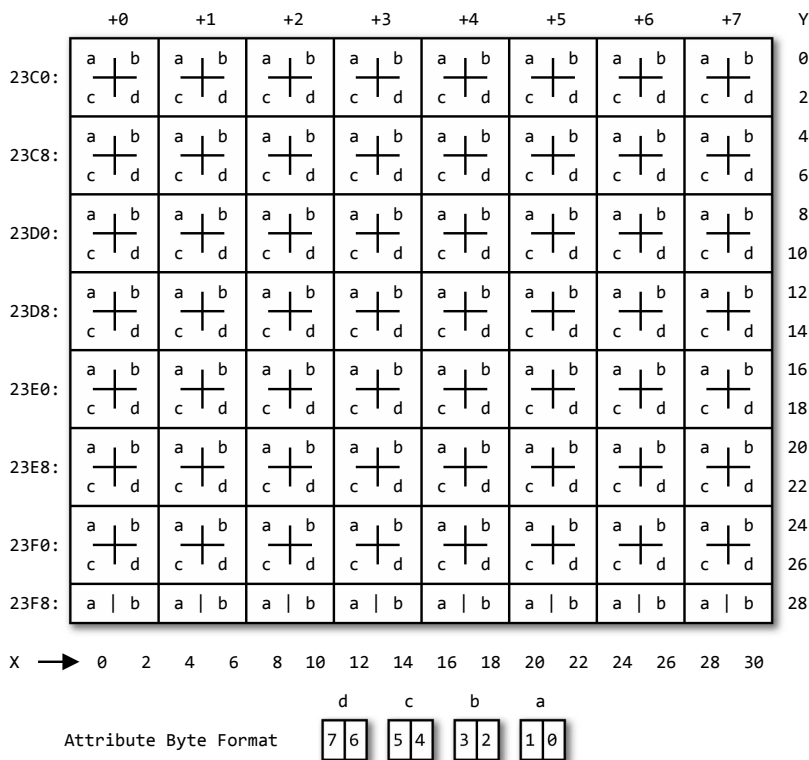 +0 +1 +2 +3 +4 +5 +6 +7 Y
a b a b a b a b a b a b a b a b 0
23C0:
c d c d c d c d c d c d c d c d 2
a b a b a b a b a b a b a b a b 4
23C8:
c d c d c d c d c d c d c d c d 6
a b a b a b a b a b a b a b a b 8
23D0:
c d c d c d c d c d c d c d c d 10
a b a b a b a b a b a b a b a b 12
23D8:
c d c d c d c d c d c d c d c d 14
a b a b a b a b a b a b a b a b 16
23E0:
c d c d c d c d c d c d c d c d 18
a b a b a b a b a b a b a b a b 20
23E8:
c d c d c d c d c d c d c d c d 22
a b a b a b a b a b a b a b a b 24
23F0:
c d c d c d c d c d c d c d c d 26
23F8: a | b a | b a | b a | b a | b a | b a | b a | b 28
X 0 2 4 6 8 10 12 14 16 18 20 22 24 26 28 30
d c b a
Attribute Byte Format 7 6 5 4 3 2 1 0